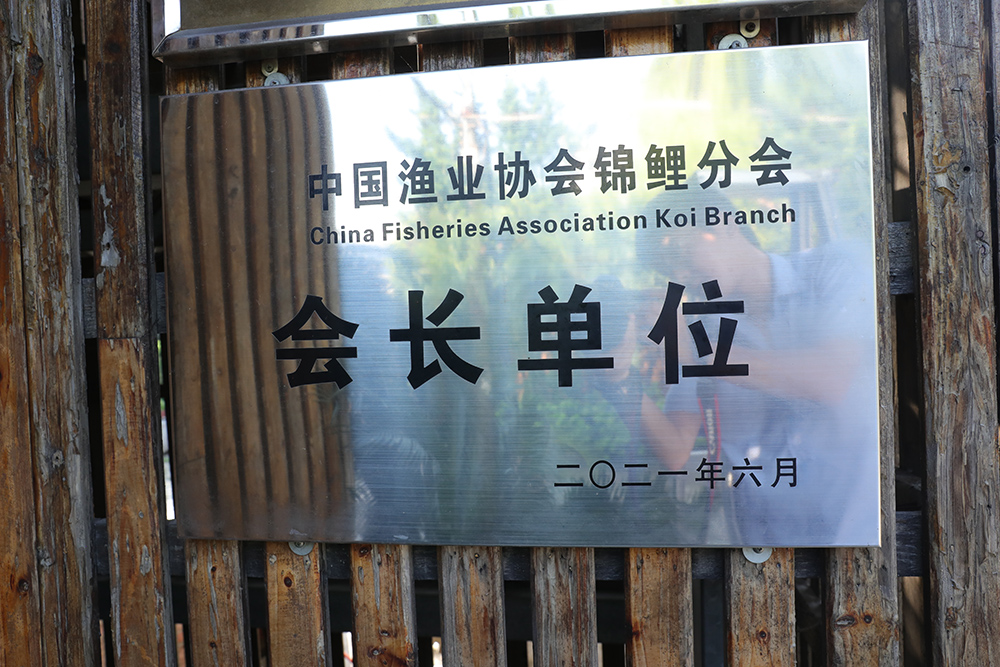 中国渔业协会锦鲤分会
China Fisheries Association Koi Branch
会长单位
二〇二一年六月